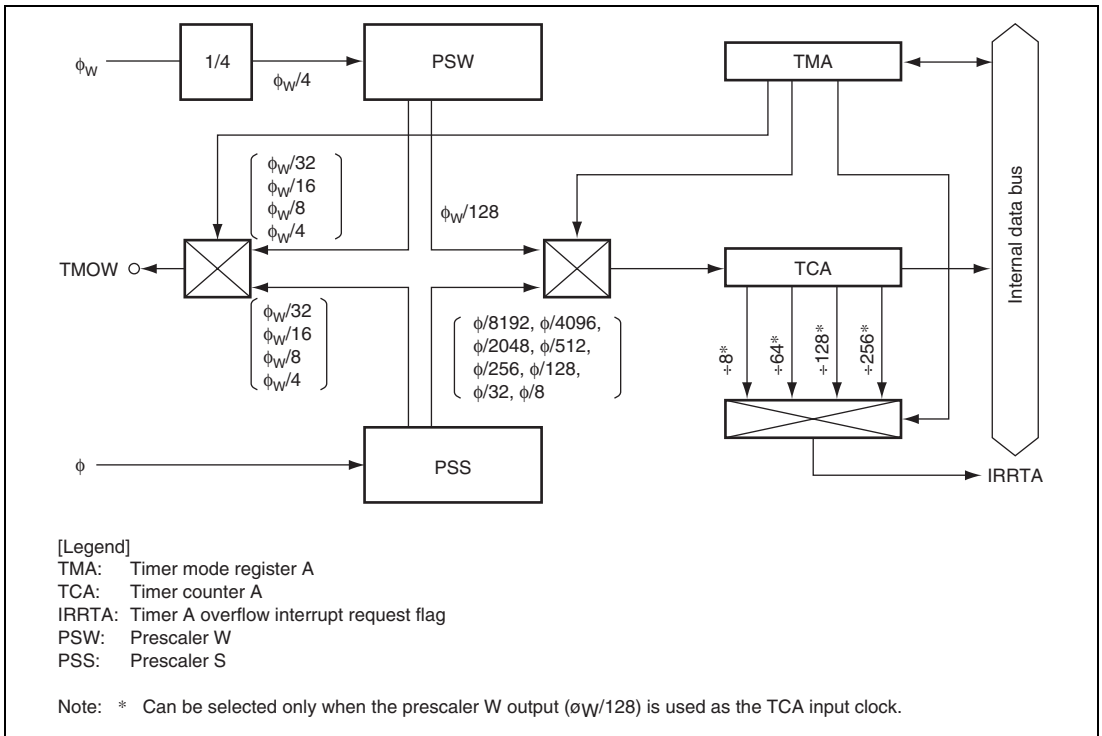 ϕW
1/4
ϕW/4
PSW
TMA
ϕW/32
ϕW/16
ϕW/8
ϕW/4
ϕW/128
TMOW
TCA
Internal data bus
ϕW/32
ϕW/16
ϕW/8
ϕW/4
ϕ/8192, ϕ/4096,
ϕ/2048, ϕ/512,
ϕ/256, ϕ/128,
ϕ/32, ϕ/8
÷8*
÷64*
÷128*
÷256*
ϕ
PSS
IRRTA
[Legend]
TMA: Timer mode register A
TCA: Timer counter A
IRRTA: Timer A overflow interrupt request flag
PSW: Prescaler W
PSS: Prescaler S
Note: * Can be selected only when the prescaler W output (øW/128) is used as the TCA input clock.